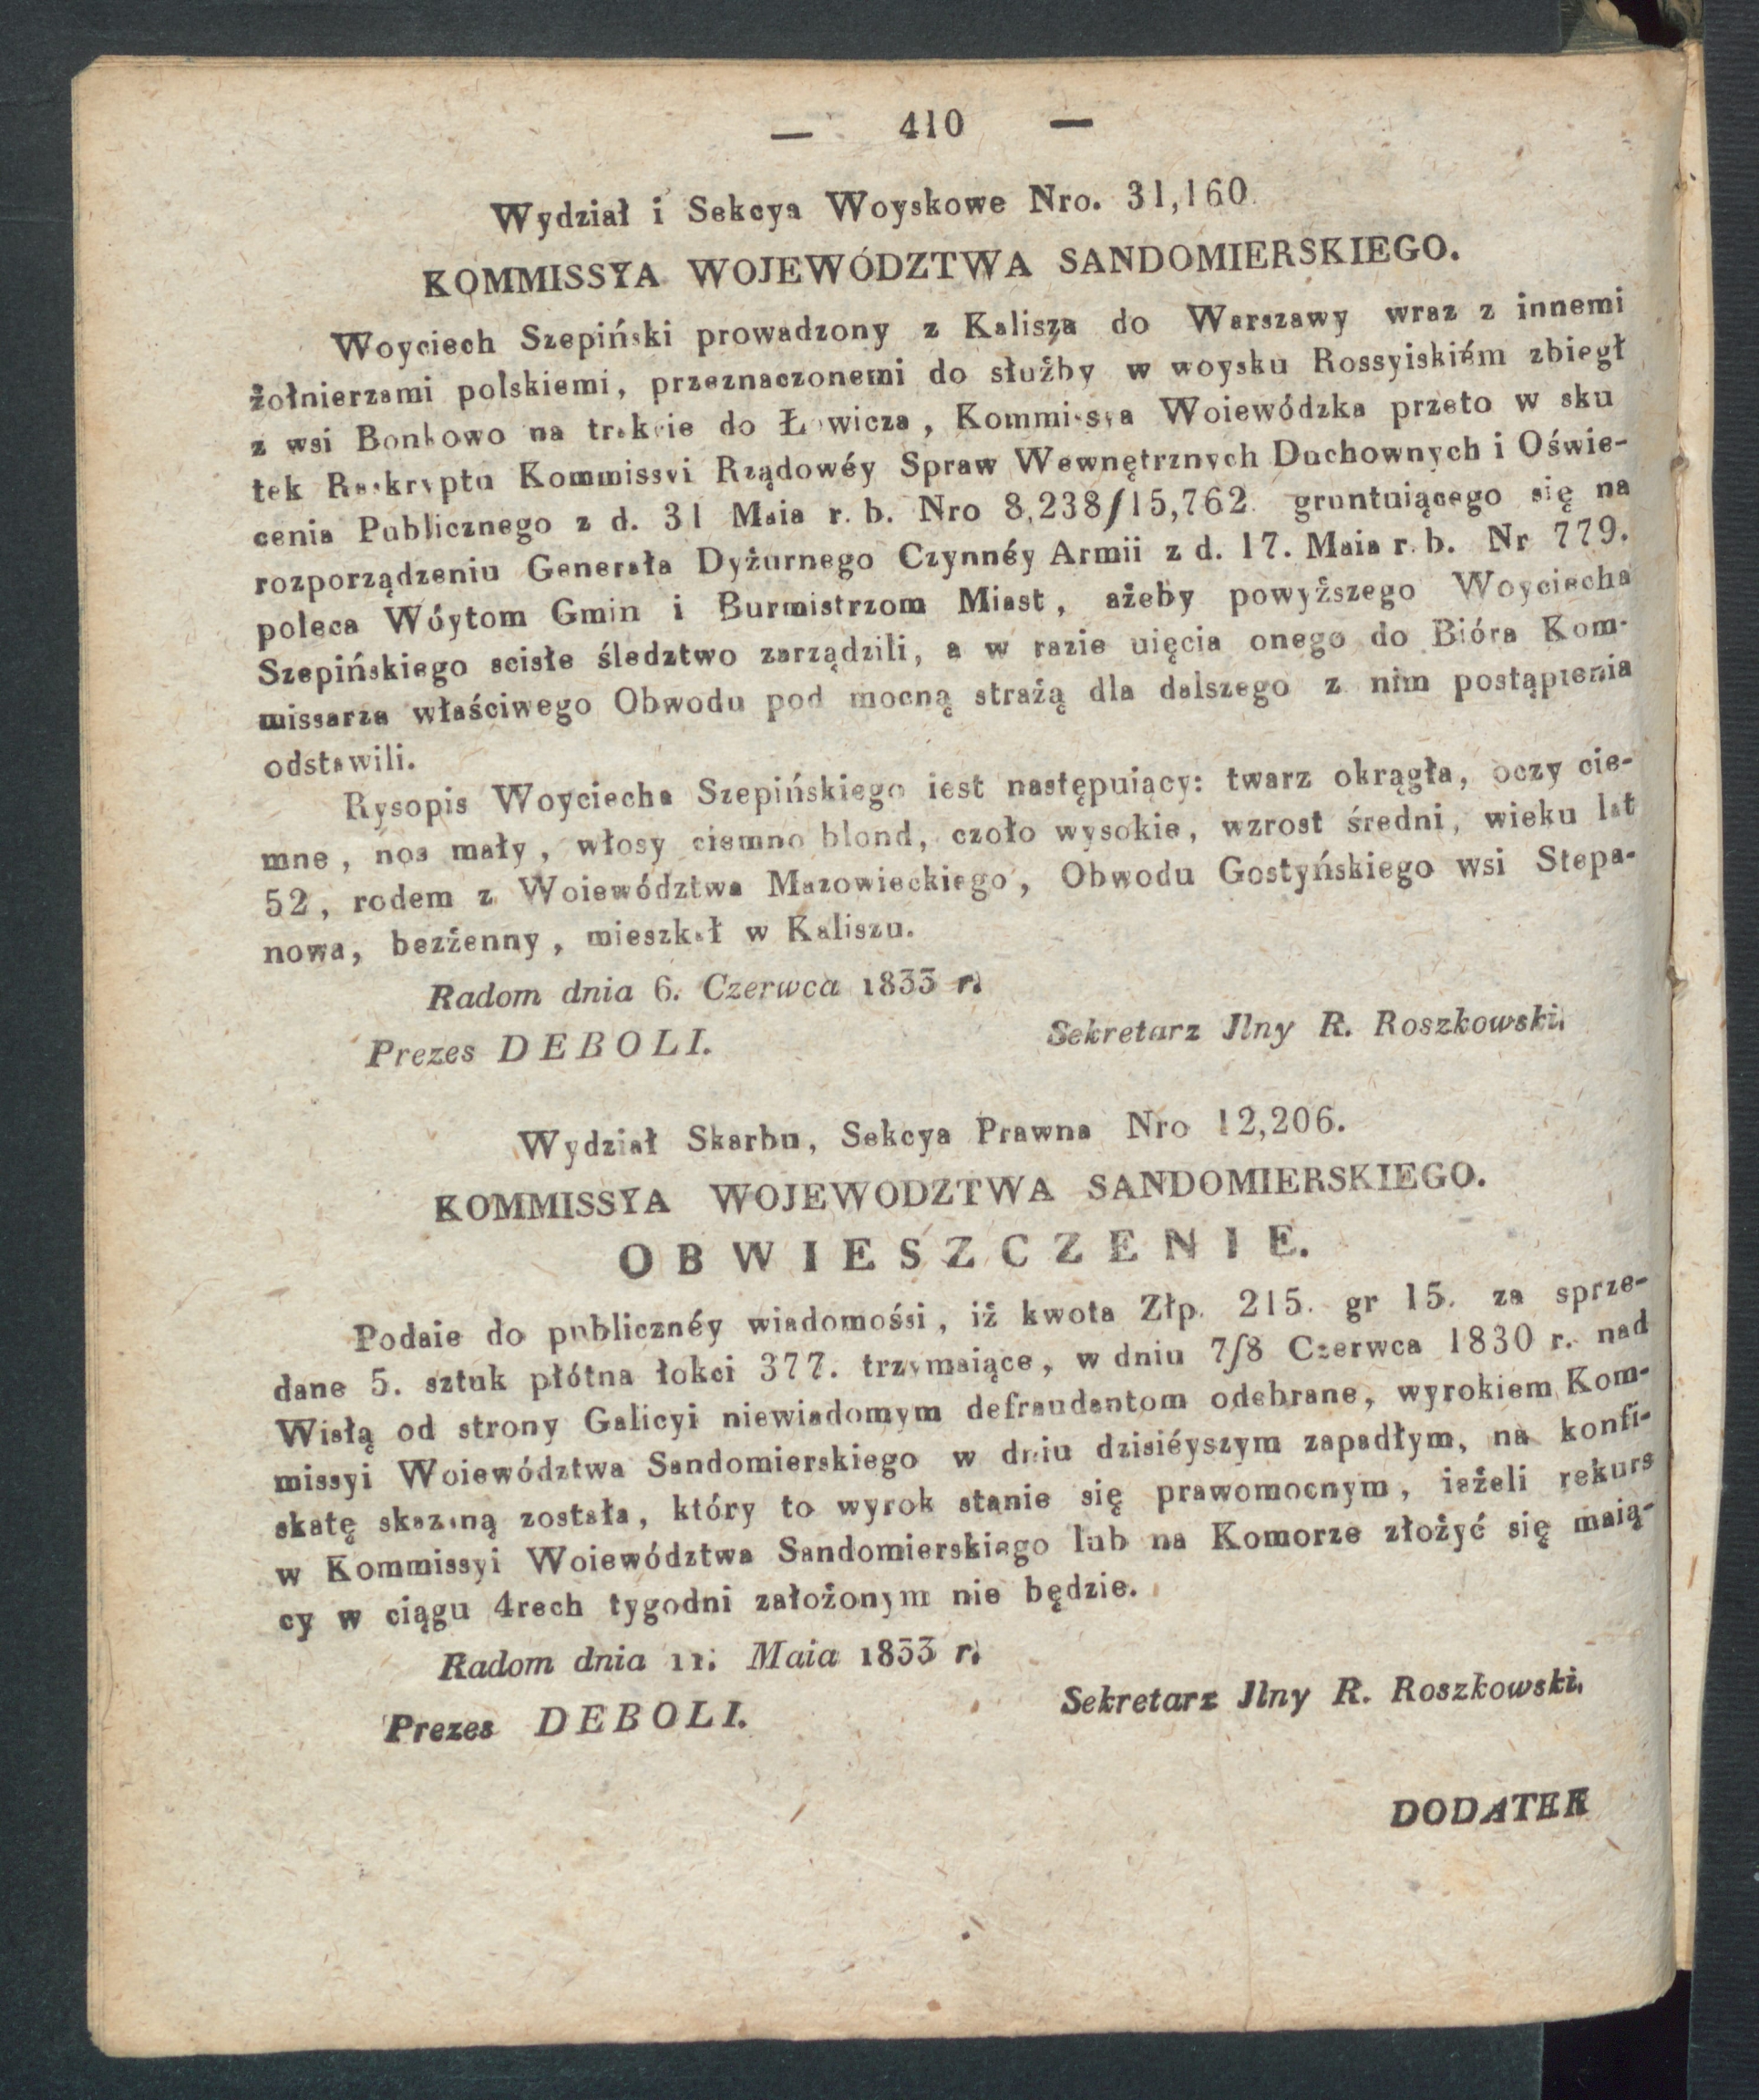 — 410 —
Wydział i Sekcya Woyskowe Nro. 31,160.
KOMMISSYA WOJEWÓDZTWA SANDOMIERSKIEGO.
Woyciech Szepiński prowadzony z Kalisza do Warszawy wraz z innemi
żołnierzami polskiemi, przeznaczonemi do służby w woysku Rossyiskiém zbiegł
z wsi Bonkowo na trakcie do Łowicza, Kommissya Woiewódzka przeto w sku
tek Reskryptu Kommissyi Rządowéy Spraw Wewnętrznych Duchownych i Oświe-
cenia Publicznego z d. 31 Maia r. b. Nro 8,238/15,762. gruntuiącego się na
rozporządzeniu Generała Dyżurnego Czynnéy Armii z d. 17. Maia r. b. Nr 779.
poleca Wóytom Gmin i Burmistrzom Miast, ażeby powyższego Woyciecha
Szepińskiego scisłe śledztwo zarządzili, a w razie uięcia onego do Bióra Kom-
missarza właściwego Obwodu pod mocną strażą dla dalszego z nim postąpienia
odstawili.
Rysopis Woyciecha Szepińskiego iest następuiący: twarz okrągła, oczy cie-
mne, nos mały, włosy ciemno blond, czoło wysokie, wzrost średni, wieku lat
52, rodem z Woiewództwa Mazowieckiego, Obwodu Gostyńskiego wsi Stepa-
nowa, bezżenny, mieszkał w Kaliszu.
Radom dnia 6. Czerwca 1833 r.
Prezes DEBOLI. Sekretarz Jlny R. Roszkowski.
Wydział Skarbu, Sekcya Prawna Nro 12,206.
KOMMISSYA WOJEWODZTWA SANDOMIERSKIEGO.
OBWIESZCZENIE.
Podaie do publicznéy wiadomośsi, iż kwota Złp. 215. gr 15. za sprze-
dane 5. sztuk płótna łokci 377. trzymaiące, w dniu 7/8 Czerwca 1830 r. nad
Wisłą od strony Galicyi niewiadomym defraudantom odebrane, wyrokiem Kom-
missyi Woiewództwa Sandomierskiego w dniu dzisiéyszym zapadłym, na konfi-
skatę skazaną została, który to wyrok stanie się prawomocnym, ieżeli rekurs
w Kommissyi Woiewództwa Sandomierskiego lub na Komorze złożyć się maią-
cy w ciągu 4rech tygodni założonym nie będzie.
Radom dnia 11. Maia 1833 r.
Prezes DEBOLI. Sekretarz Jlny R. Roszkowski.
DODATEK